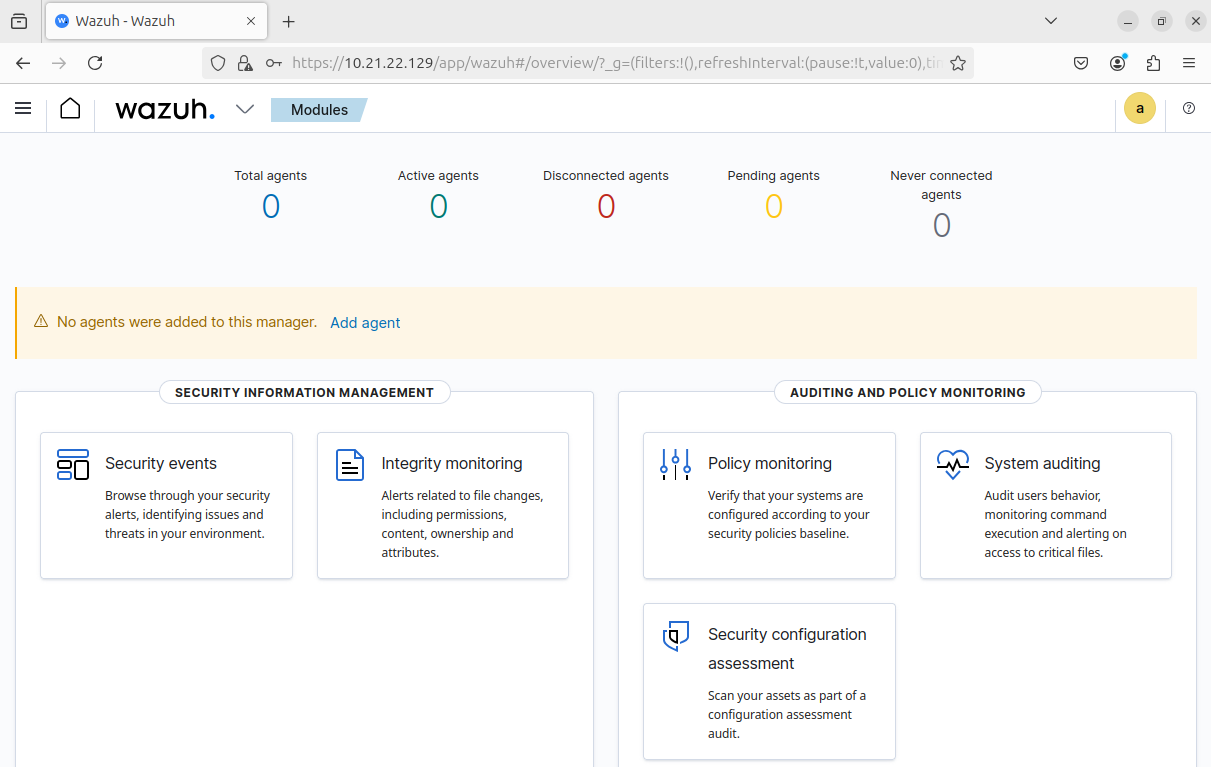 Wazuh - Wazuh
https://10.21.22.129/app/wazuh#/overview/?_g=(filters:!(),refreshInterval:(pause:!t,value:0),tim
wazuh.
Modules
a
Total agents
0
Active agents
0
Disconnected agents
0
Pending agents
0
Never connected
agents
0
No agents were added to this manager. Add agent
SECURITY INFORMATION MANAGEMENT
Security events
Browse through your security
alerts, identifying issues and
threats in your environment.
Integrity monitoring
Alerts related to file changes,
including permissions,
content, ownership and
attributes.
AUDITING AND POLICY MONITORING
Policy monitoring
Verify that your systems are
configured according to your
security policies baseline.
System auditing
Audit users behavior,
monitoring command
execution and alerting on
access to critical files.
Security configuration
assessment
Scan your assets as part of a
configuration assessment
audit.